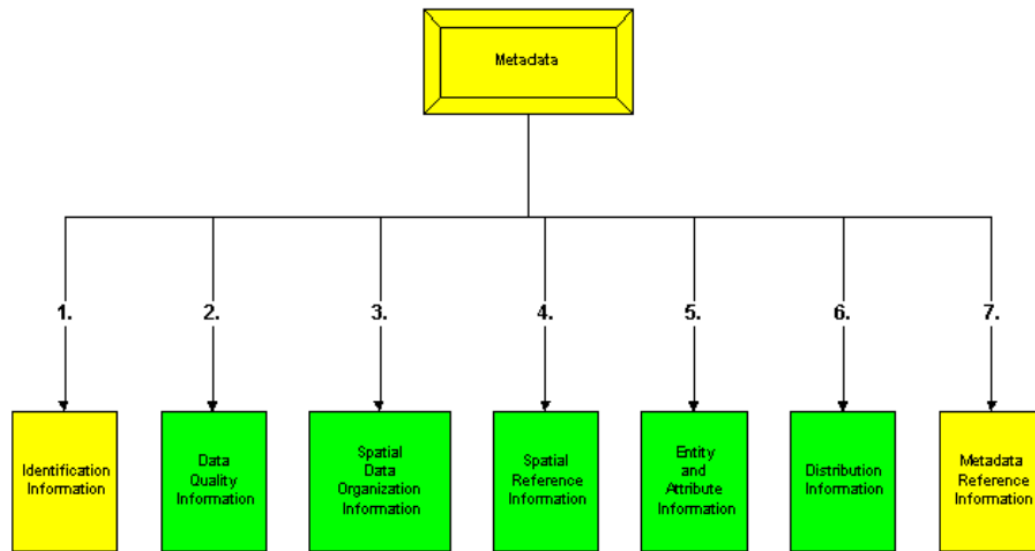 Metadata
1.
2.
3.
4.
5.
6.
7.
Identification
Information
Data
Quality
Information
Spatial
Data
Organization
Information
Spatial
Reference
Information
Entity
and
Attribute
Information
Distribution
Information
Metadata
Reference
Information